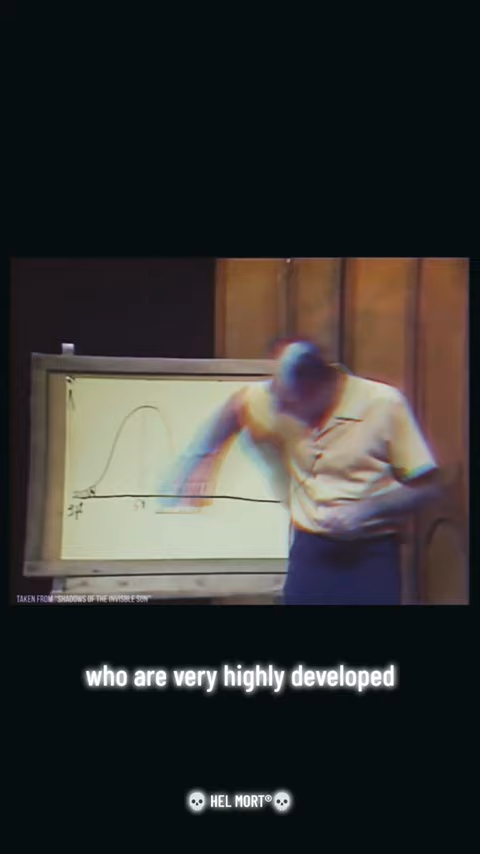 TAKEN FROM "SHADOWS OF THE INVISIBLE SUN"
who are very highly developed
💀 HEL MORT®💀